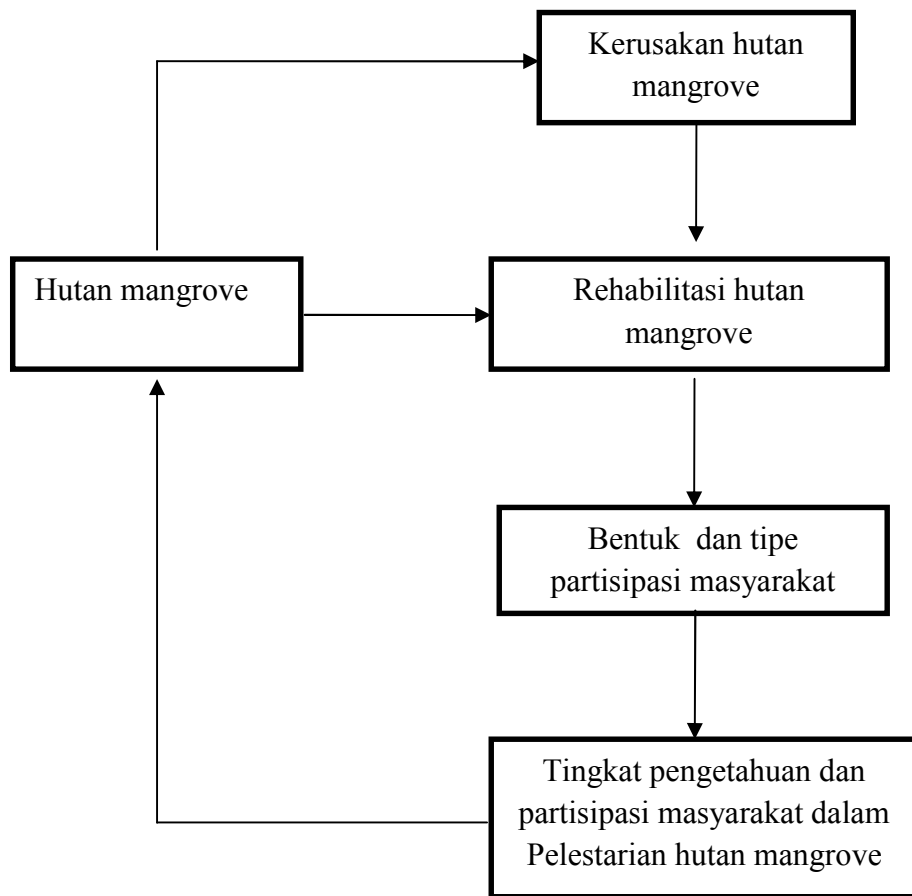 Kerusakan hutan
mangrove
Hutan mangrove
Rehabilitasi hutan
mangrove
Bentuk dan tipe
partisipasi masyarakat
Tingkat pengetahuan dan
partisipasi masyarakat dalam
Pelestarian hutan mangrove